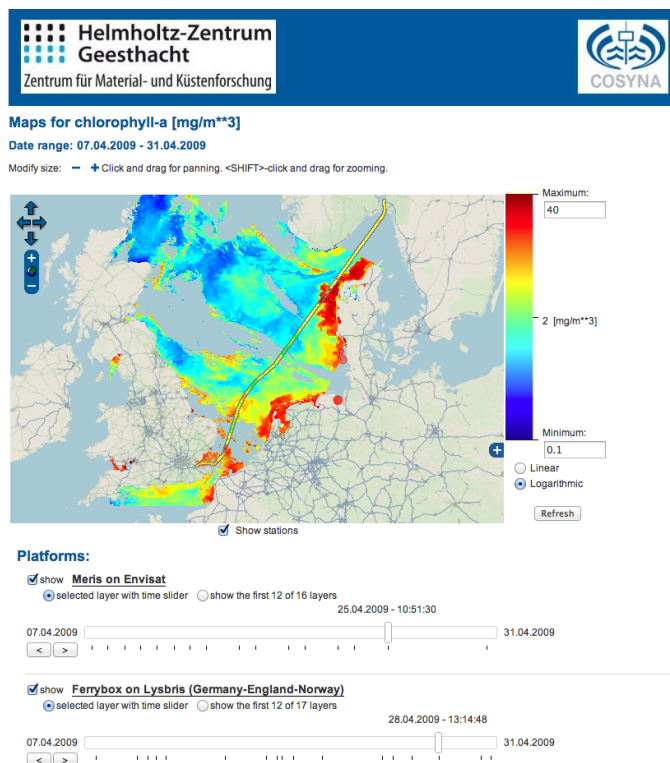 Helmholtz-Zentrum
Geesthacht
Zentrum für Material- und Küstenforschung
COSYNA
Maps for chlorophyll-a [mg/m**3]
Date range: 07.04.2009 - 31.04.2009
Modify size: − + Click and drag for panning. <SHIFT>-click and drag for zooming.
Maximum:
40
2 [mg/m**3]
Minimum:
0.1
Linear
Logarithmic
Refresh
Show stations
Platforms:
show Meris on Envisat
selected layer with time slider show the first 12 of 16 layers
25.04.2009 - 10:51:30
07.04.2009 31.04.2009
< >
show Ferrybox on Lysbris (Germany-England-Norway)
selected layer with time slider show the first 12 of 17 layers
28.04.2009 - 13:14:48
07.04.2009 31.04.2009
< >